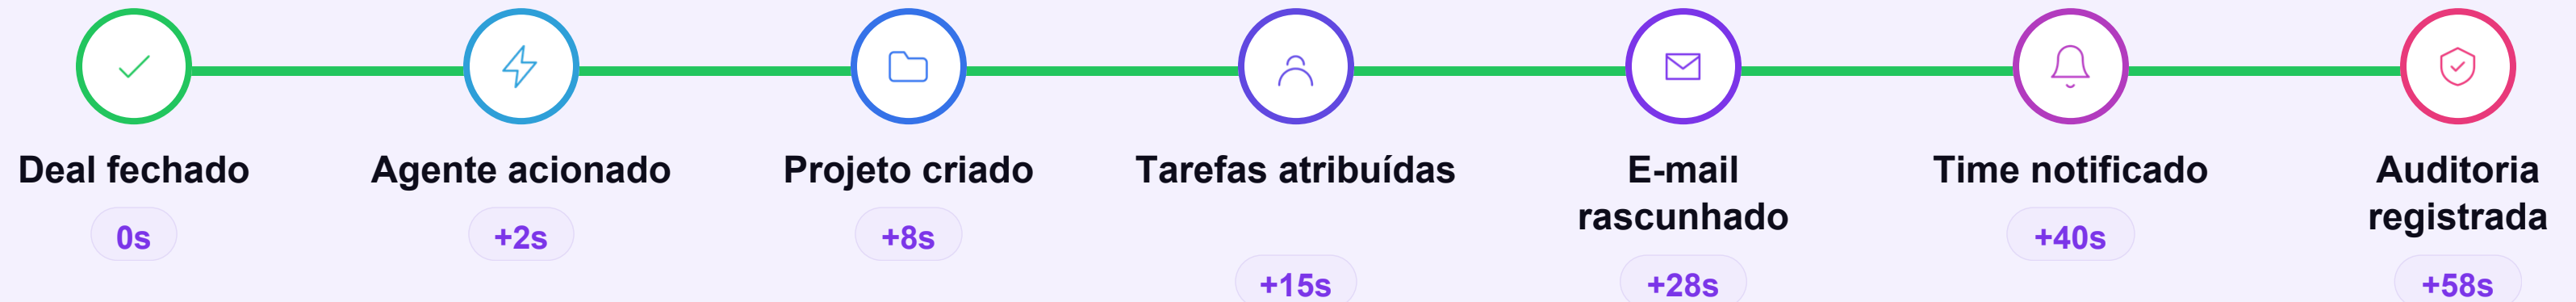 Deal fechado
0s
Agente acionado
+2s
Projeto criado
+8s
Tarefas atribuídas
+15s
E-mail
rascunhado
+28s
Time notificado
+40s
Auditoria
registrada
+58s